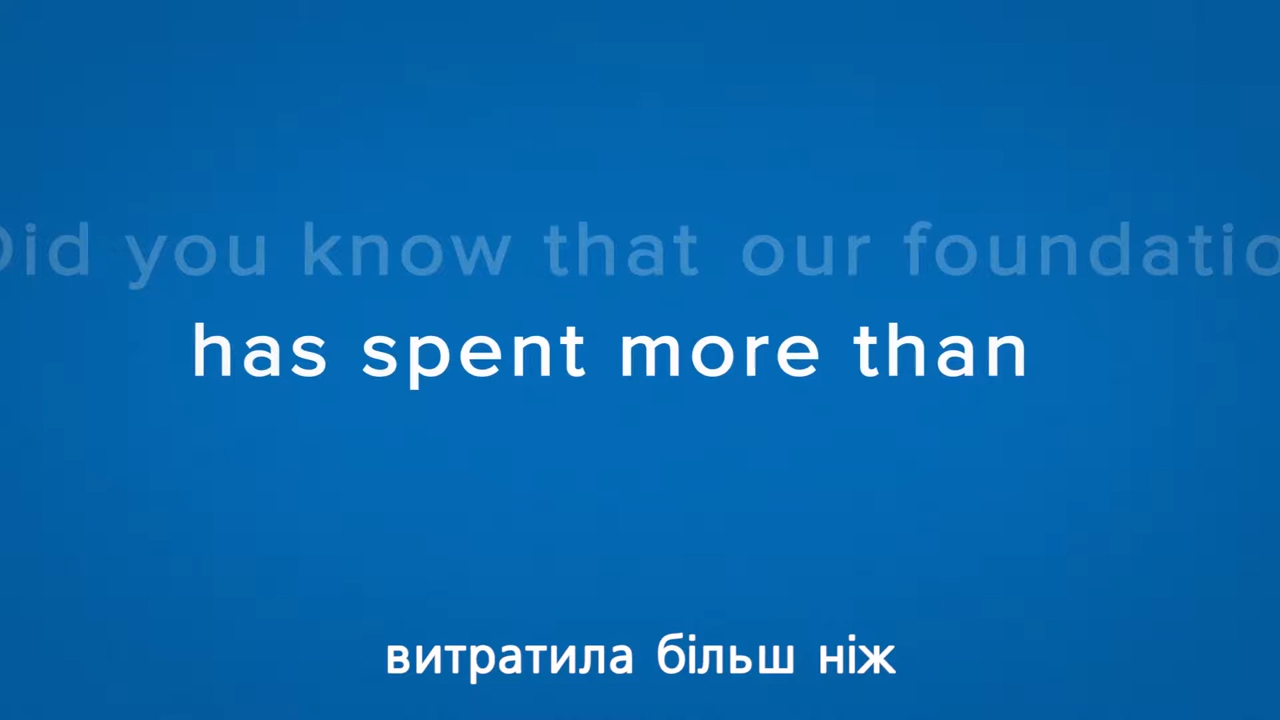 Did you know that our foundatio
has spent more than
витратила більш ніж